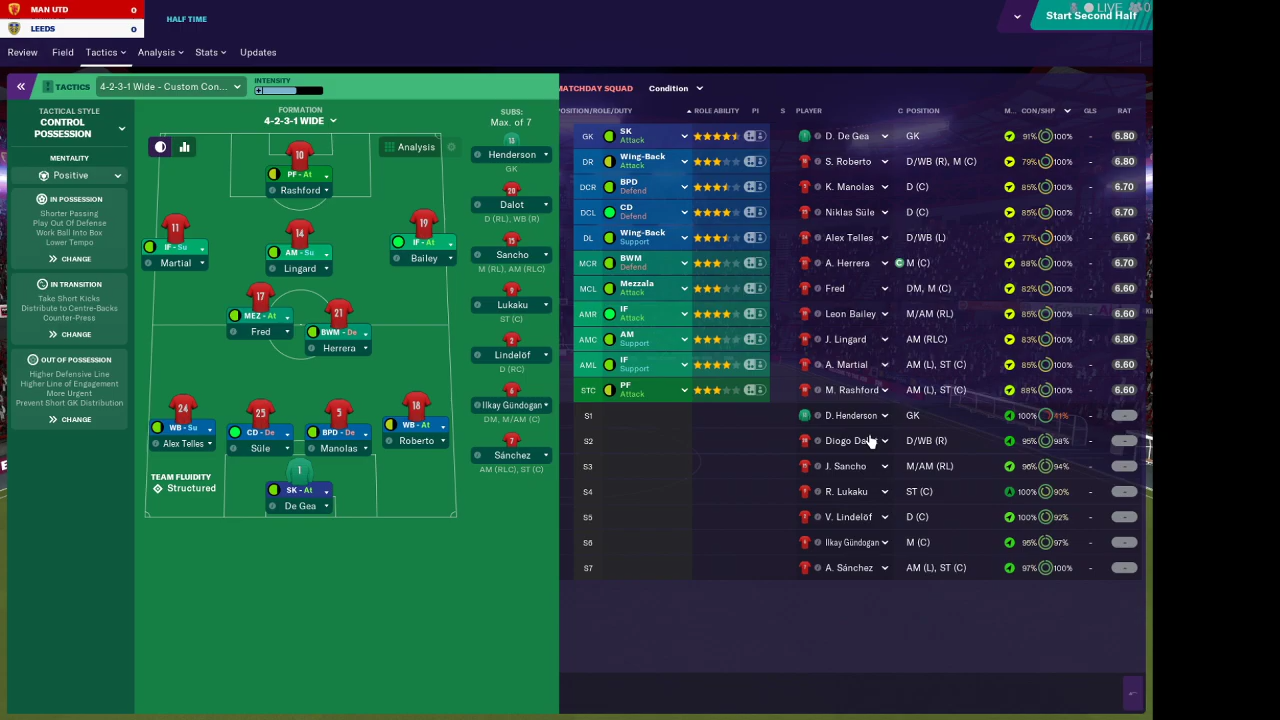 MAN UTD 0
LEEDS 0
HALF TIME
LIVE
Start Second Half
Review Field Tactics Analysis Stats Updates
TACTICS 4-2-3-1 Wide - Custom Con... INTENSITY
TACTICAL STYLE
CONTROL
POSSESSION
MENTALITY
Positive
IN POSSESSION
Shorter Passing
Play Out Of Defense
Work Ball Into Box
Lower Tempo
CHANGE
IN TRANSITION
Take Short Kicks
Distribute to Centre-Backs
Counter-Press
CHANGE
OUT OF POSSESSION
Higher Defensive Line
Higher Line of Engagement
More Urgent
Prevent Short GK Distribution
CHANGE
FORMATION
4-2-3-1 WIDE
Analysis
10
PF - At
Rashford
11
IF - Su
Martial
14
AM - Su
Lingard
19
IF - At
Bailey
17
MEZ - At
Fred
21
BWM - De
Herrera
24
WB - Su
Alex Telles
25
CD - De
Süle
5
BPD - De
Manolas
18
WB - At
Roberto
1
SK - At
De Gea
TEAM FLUIDITY
Structured
SUBS:
Max. of 7
13
Henderson
GK
20
Dalot
D (RL), WB (R)
15
Sancho
M (RL), AM (RLC)
9
Lukaku
ST (C)
2
Lindelöf
D (RC)
6
Ilkay Gündogan
DM, M/AM (C)
7
Sánchez
AM (RLC), ST (C)
MATCHDAY SQUAD Condition
POSITION/ROLE/DUTY ROLE ABILITY PI S PLAYER C POSITION M... CON/SHP GLS RAT
GK SK Attack D. De Gea GK 91% 100% - 6.80
DR Wing-Back Attack S. Roberto D/WB (R), M (C) 79% 100% - 6.80
DCR BPD Defend K. Manolas D (C) 85% 100% - 6.70
DCL CD Defend Niklas Süle D (C) 85% 100% - 6.70
DL Wing-Back Support Alex Telles D/WB (L) 77% 100% - 6.60
MCR BWM Defend A. Herrera C M (C) 88% 100% - 6.70
MCL Mezzala Attack Fred DM, M (C) 82% 100% - 6.60
AMR IF Attack Leon Bailey M/AM (RL) 85% 100% - 6.60
AMC AM Support J. Lingard AM (RLC) 83% 100% - 6.80
AML IF Support A. Martial AM (L), ST (C) 85% 100% - 6.60
STC PF Attack M. Rashford AM (L), ST (C) 88% 100% - 6.60
S1 D. Henderson GK 100% 41% - -
S2 Diogo D/WB (R) 95% 98% - -
S3 J. Sancho M/AM (RL) 96% 94% - -
S4 R. Lukaku ST (C) 100% 90% - -
S5 V. Lindelöf D (C) 100% 92% - -
S6 Ilkay Gündogan M (C) 95% 97% - -
S7 A. Sánchez AM (L), ST (C) 97% 100% - -